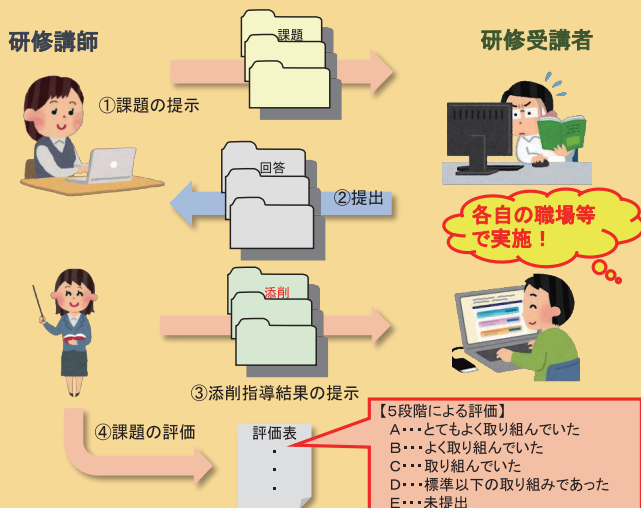 研修講師
研修受講者
課題
①課題の提示
回答
②提出
各自の職場等
で実施！
添削
③添削指導結果の提示
④課題の評価
評価表
・
・
・
【5段階による評価】
A・・・とてもよく取り組んでいた
B・・・よく取り組んでいた
C・・・取り組んでいた
D・・・標準以下の取り組みであった
E・・・未提出